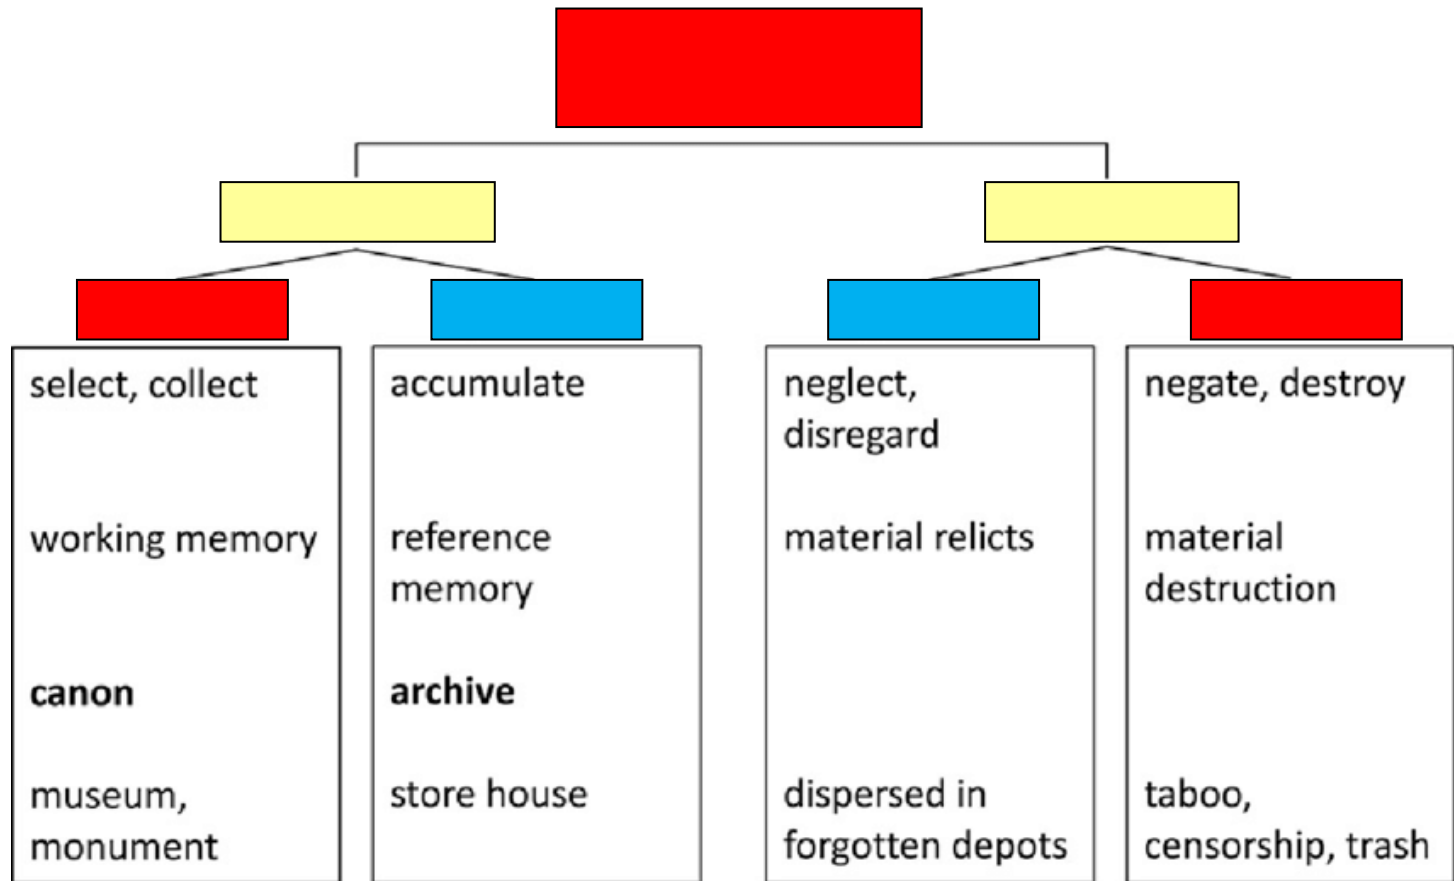 select, collect
working memory
canon
museum,
monument
accumulate
reference
memory
archive
store house
neglect,
disregard
material relicts
dispersed in
forgotten depots
negate, destroy
material
destruction
taboo,
censorship, trash